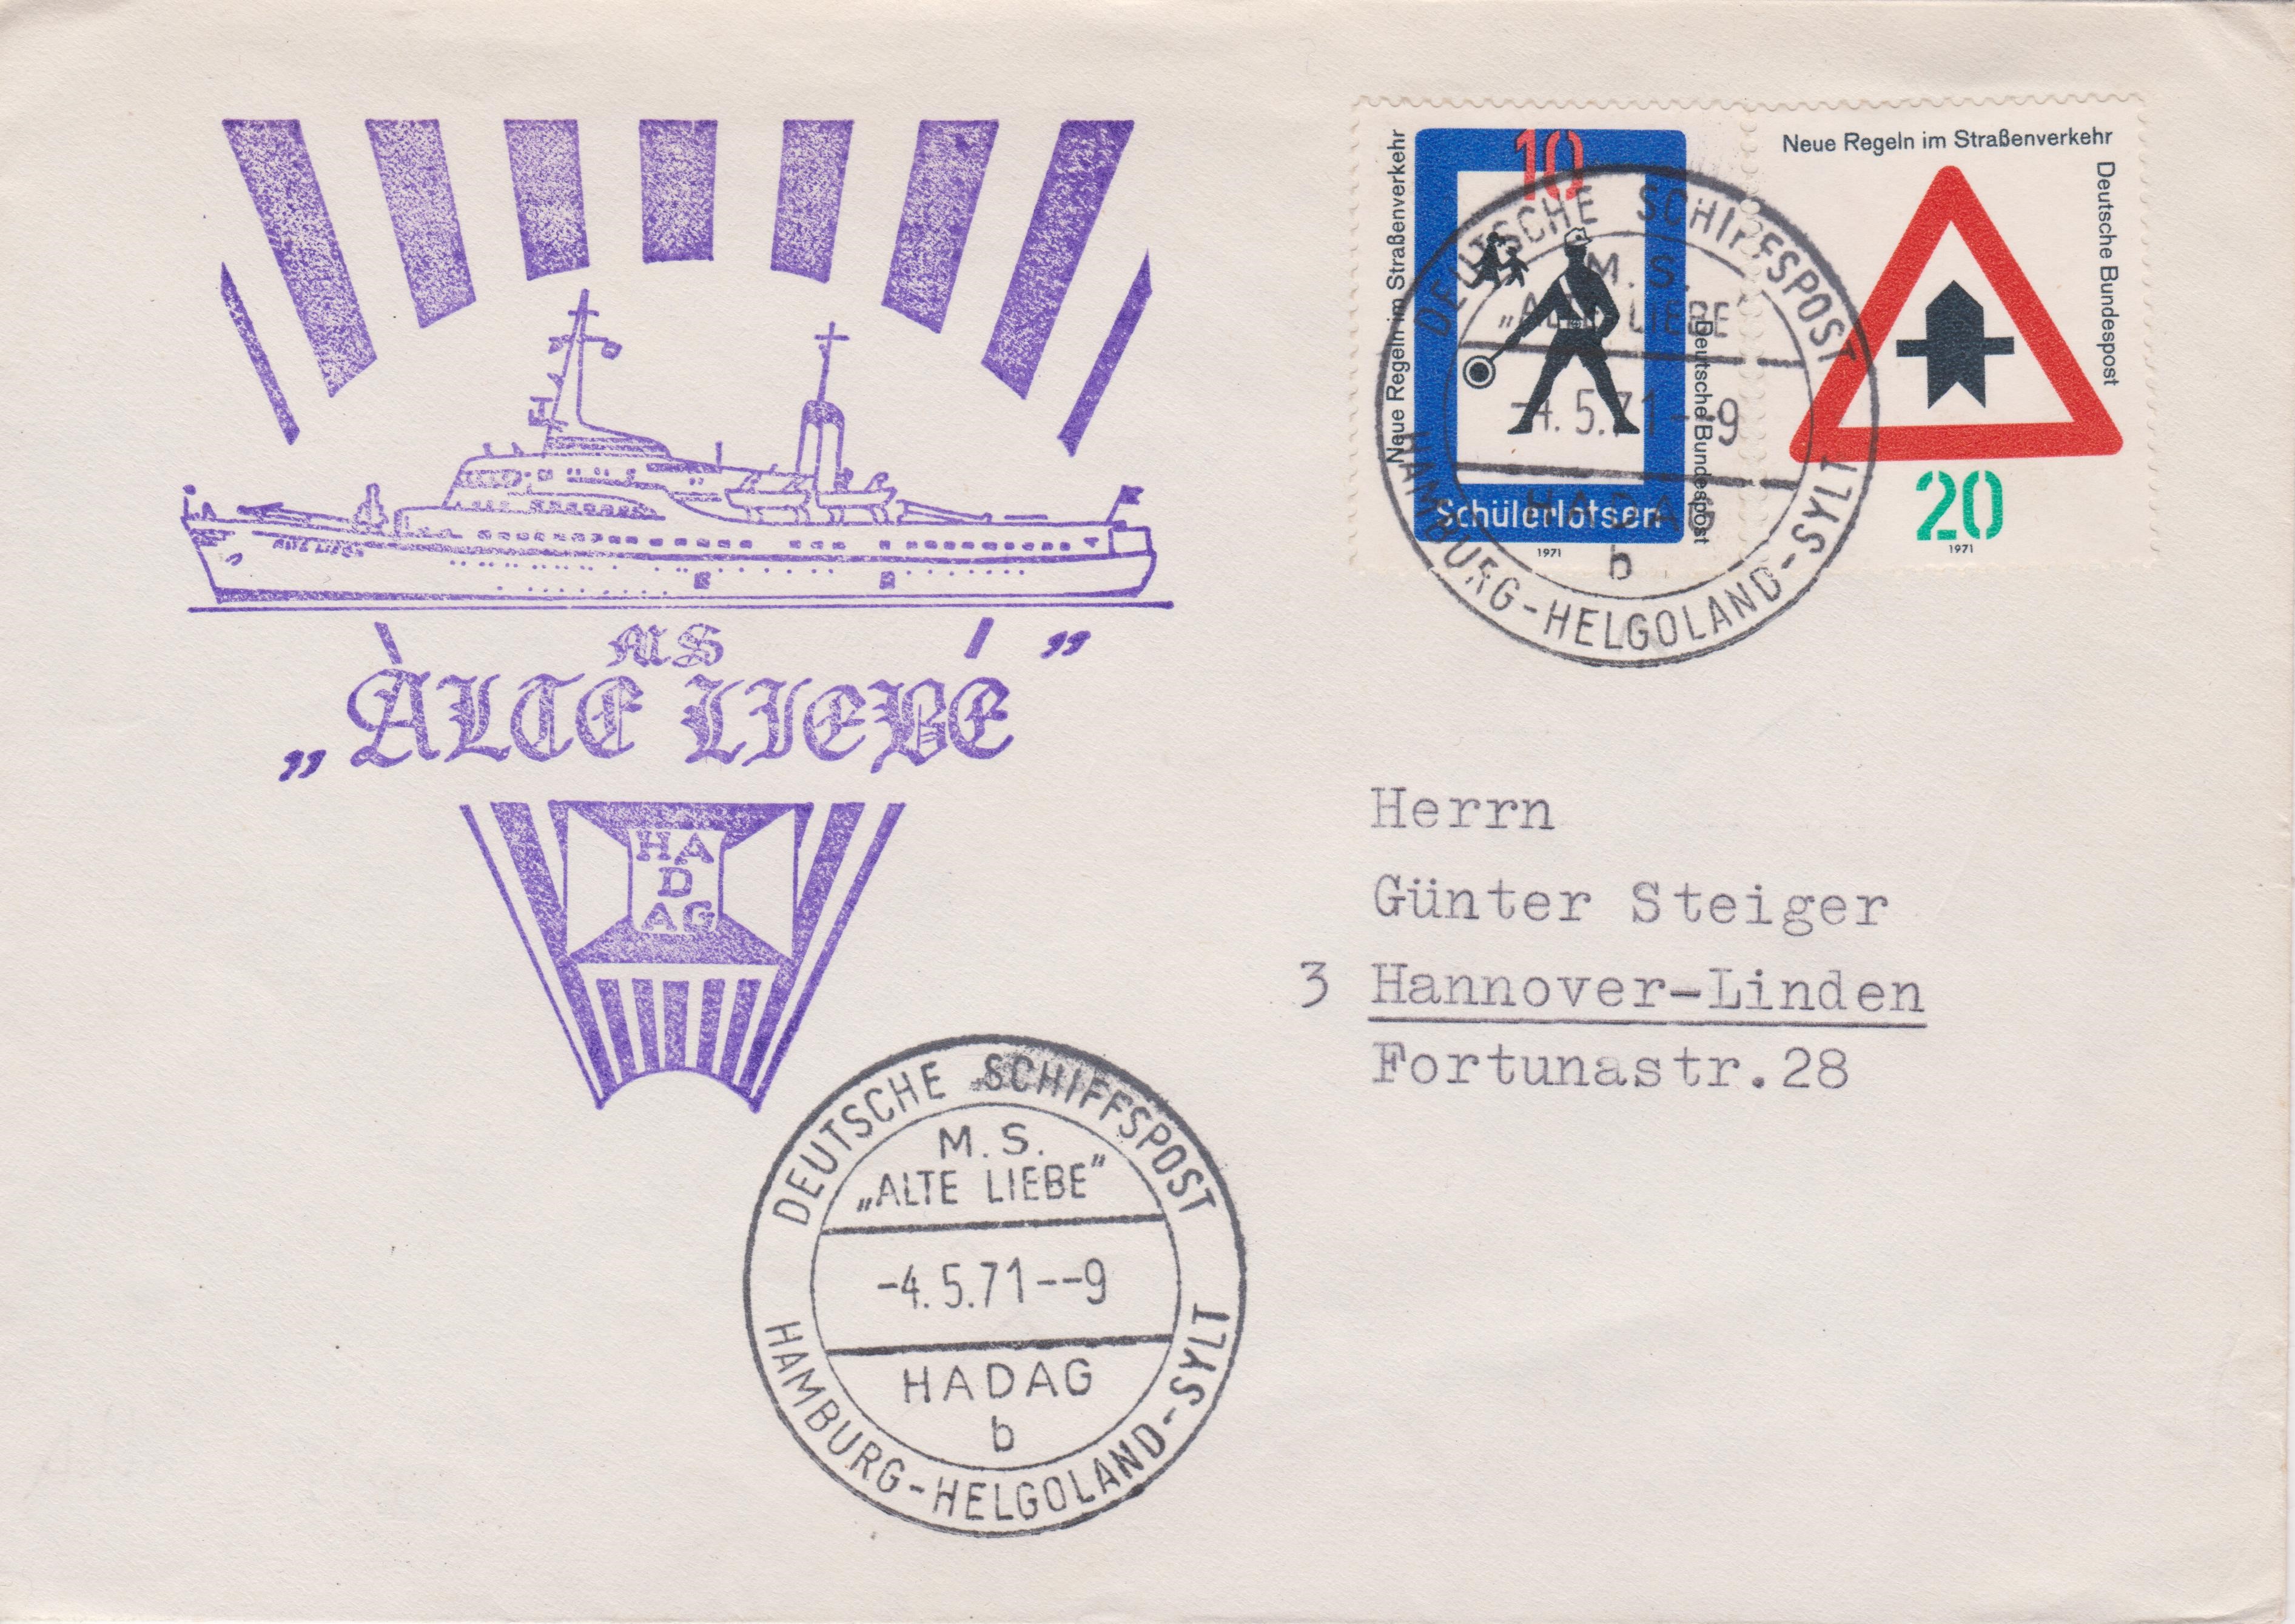 MS
„ALTE LIEBE”
HA
D
AG
Neue Regeln im Straßenverkehr
10
Deutsche Bundespost
Schülerlotsen
1971
Neue Regeln im Straßenverkehr
Deutsche Bundespost
20
1971
DEUTSCHE SCHIFFSPOST
M. S.
„ALTE LIEBE
-4. 5.71--9
HADAG
b
HAMBURG-HELGOLAND-SYLT
Herrn
Günter Steiger
3 Hannover-Linden
Fortunastr.28
DEUTSCHE SCHIFFSPOST
M. S.
„ALTE LIEBE”
-4. 5.71--9
HADAG
b
HAMBURG-HELGOLAND-SYLT